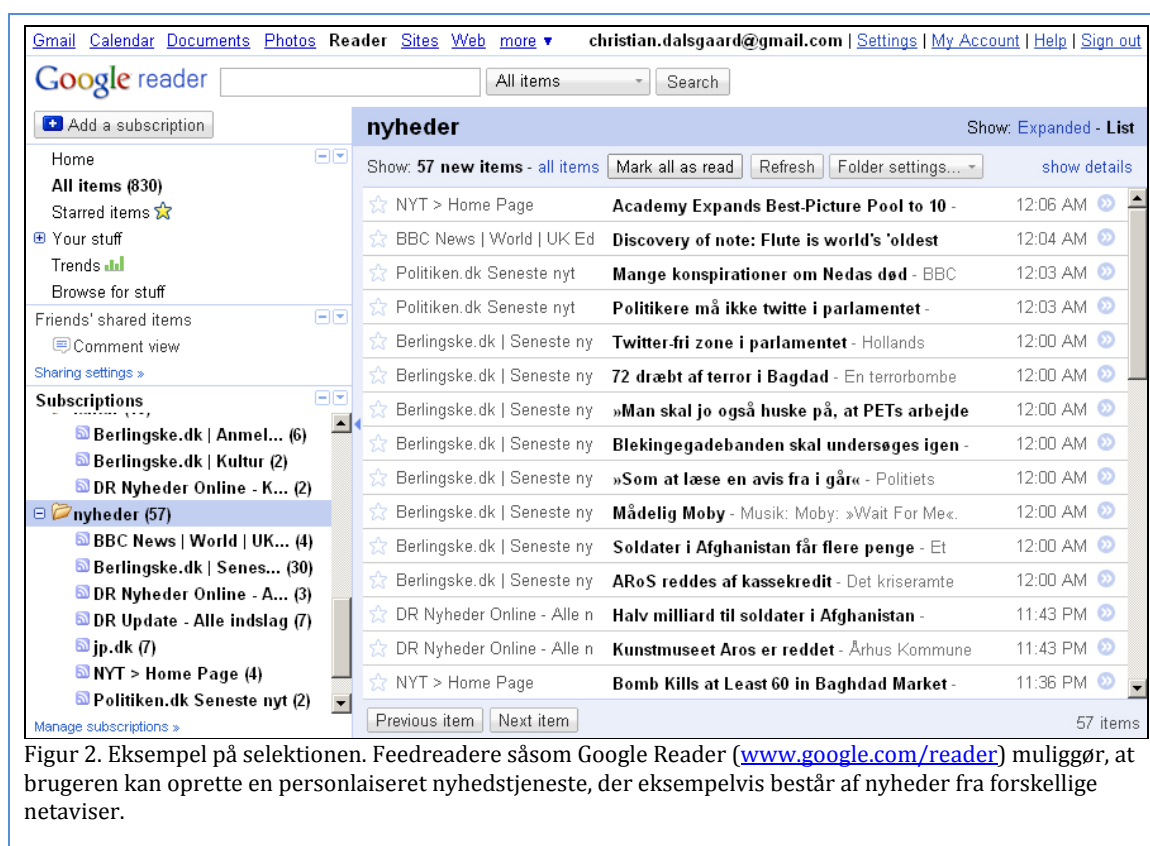 Gmail Calendar Documents Photos Reader Sites Web more ▼ christian.dalsgaard@gmail.com | Settings | My Account | Help | Sign out
Google reader All items Search
Add a subscription
Home
All items (830)
Starred items
Your stuff
Trends
Browse for stuff
Friends' shared items
Comment view
Sharing settings »
Subscriptions
Berlingske.dk | Anmel... (6)
Berlingske.dk | Kultur (2)
DR Nyheder Online - K... (2)
nyheder (57)
BBC News | World | UK... (4)
Berlingske.dk | Senes... (30)
DR Nyheder Online - A... (3)
DR Update - Alle indslag (7)
jp.dk (7)
NYT > Home Page (4)
Politiken.dk Seneste nyt (2)
Manage subscriptions »
nyheder Show: Expanded - List
Show: 57 new items - all items Mark all as read Refresh Folder settings... show details
NYT > Home Page Academy Expands Best-Picture Pool to 10 - 12:06 AM
BBC News | World | UK Ed Discovery of note: Flute is world's 'oldest 12:04 AM
Politiken.dk Seneste nyt Mange konspirationer om Nedas død - BBC 12:03 AM
Politiken.dk Seneste nyt Politikere må ikke twitte i parlamentet - 12:03 AM
Berlingske.dk | Seneste ny Twitter-fri zone i parlamentet - Hollands 12:00 AM
Berlingske.dk | Seneste ny 72 dræbt af terror i Bagdad - En terrorbombe 12:00 AM
Berlingske.dk | Seneste ny »Man skal jo også huske på, at PETs arbejde 12:00 AM
Berlingske.dk | Seneste ny Blekingegadebanden skal undersøges igen - 12:00 AM
Berlingske.dk | Seneste ny »Som at læse en avis fra i går« - Politiets 12:00 AM
Berlingske.dk | Seneste ny Mådelig Moby - Musik: Moby: »Wait For Me«. 12:00 AM
Berlingske.dk | Seneste ny Soldater i Afghanistan får flere penge - Et 12:00 AM
Berlingske.dk | Seneste ny ARoS reddes af kassekredit - Det kriseramte 12:00 AM
DR Nyheder Online - Alle n Halv milliard til soldater i Afghanistan - 11:43 PM
DR Nyheder Online - Alle n Kunstmuseet Aros er reddet - Århus Kommune 11:43 PM
NYT > Home Page Bomb Kills at Least 60 in Baghdad Market - 11:36 PM
Previous item Next item 57 items
Figur 2. Eksempel på selektionen. Feedreadere såsom Google Reader (www.google.com/reader) muliggør, at
brugeren kan oprette en personlaiseret nyhedstjeneste, der eksempelvis består af nyheder fra forskellige
netaviser.